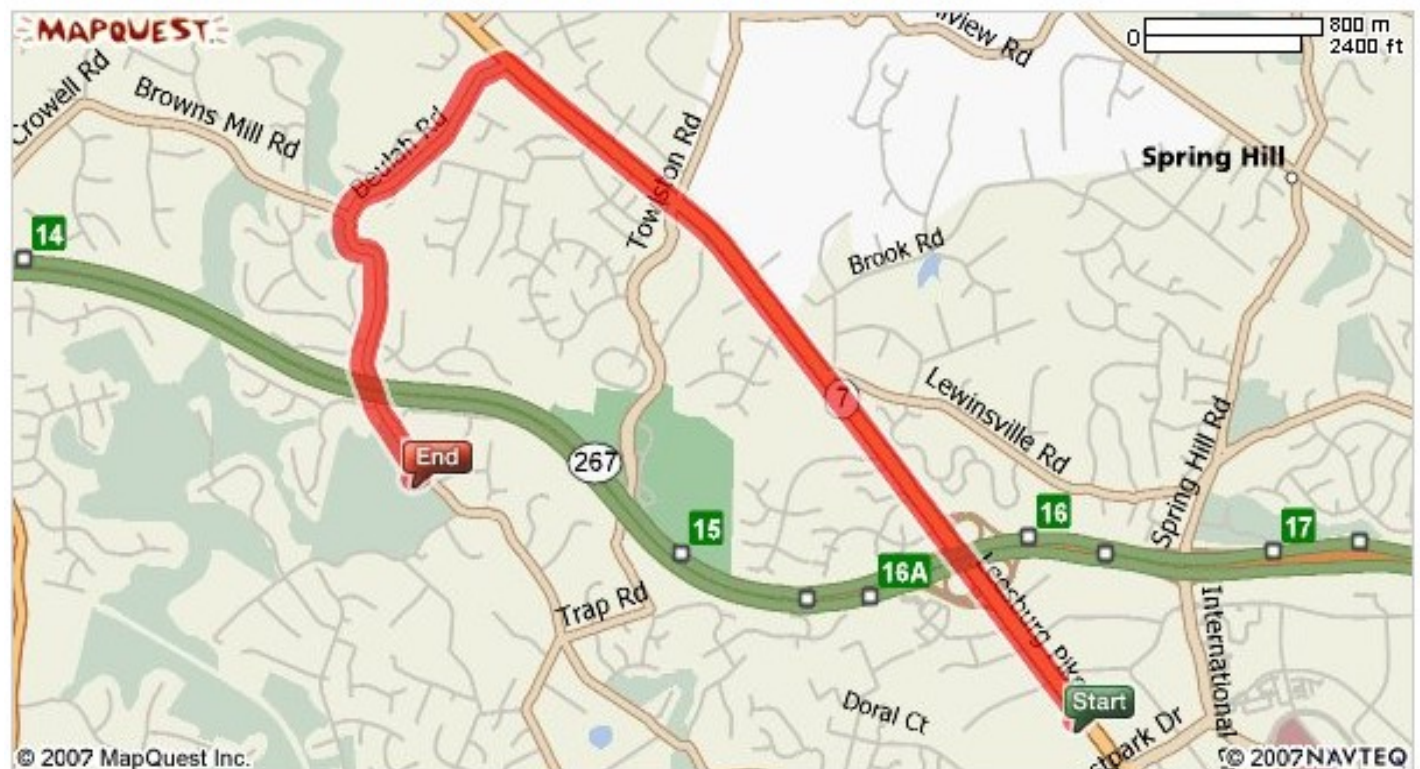 MAPQUEST
800 m
0
2400 ft
Crowell Rd
Browns Mill Rd
Beulah Rd
Towlston Rd
Spring Hill
14
Brook Rd
7
Lewinsville Rd
Spring Hill Rd
End
267
15
16
17
16A
Leesburg Pike
Trap Rd
International
Start
Doral Ct
© 2007 MapQuest Inc.
© 2007 NAVTEQ